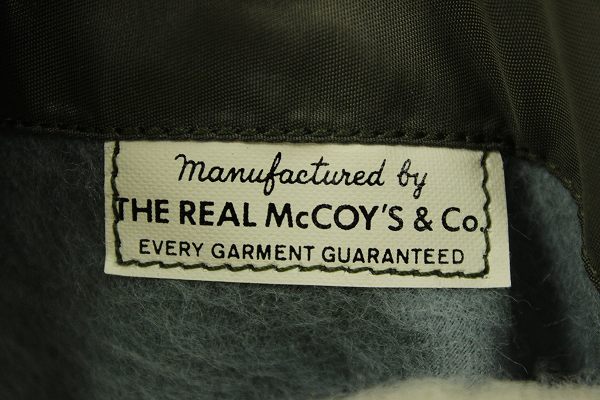 Manufactured by
THE REAL McCOY'S & Co.
EVERY GARMENT GUARANTEED